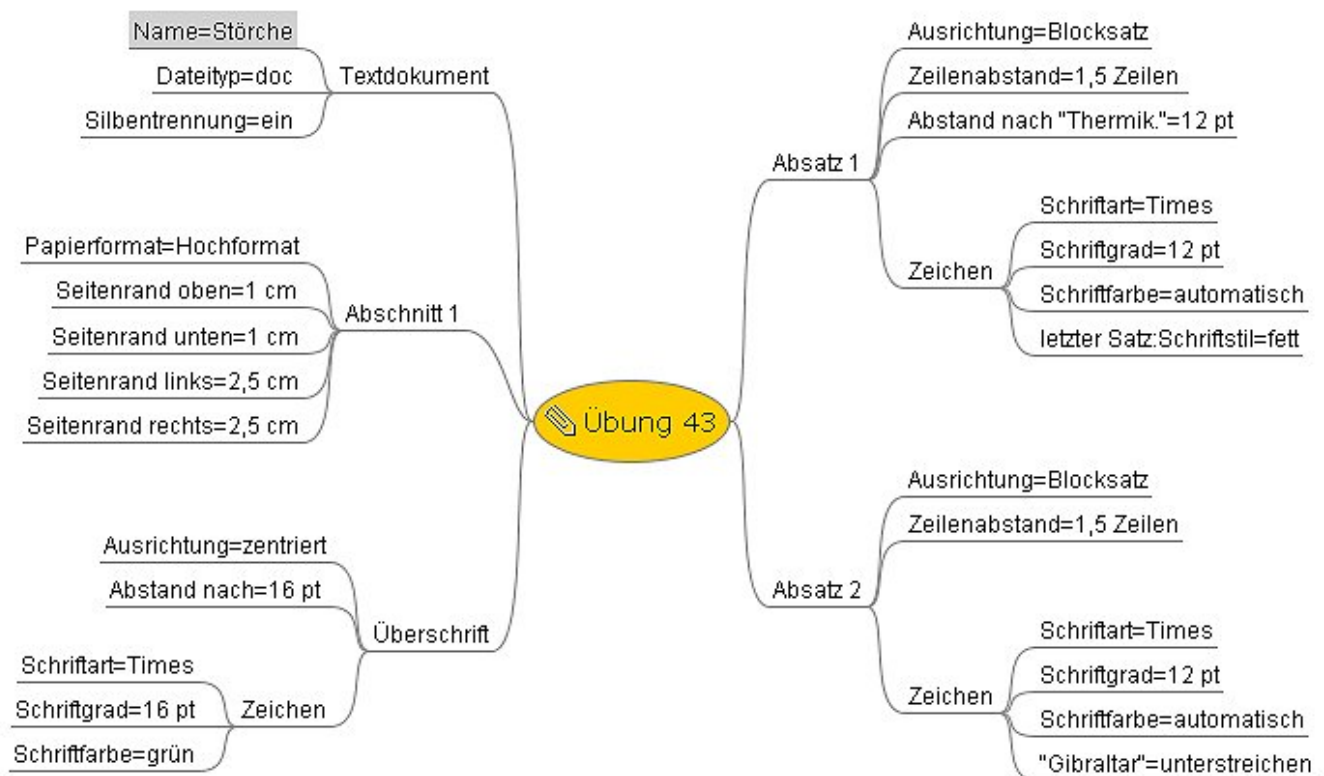 Name=Störche
Dateityp=doc
Silbentrennung=ein
Textdokument
Papierformat=Hochformat
Seitenrand oben=1 cm
Seitenrand unten=1 cm
Seitenrand links=2,5 cm
Seitenrand rechts=2,5 cm
Abschnitt 1
Ausrichtung=zentriert
Abstand nach=16 pt
Überschrift
Schriftart=Times
Schriftgrad=16 pt
Schriftfarbe=grün
Zeichen
Übung 43
Absatz 1
Ausrichtung=Blocksatz
Zeilenabstand=1,5 Zeilen
Abstand nach "Thermik."=12 pt
Zeichen
Schriftart=Times
Schriftgrad=12 pt
Schriftfarbe=automatisch
letzter Satz:Schriftstil=fett
Absatz 2
Ausrichtung=Blocksatz
Zeilenabstand=1,5 Zeilen
Zeichen
Schriftart=Times
Schriftgrad=12 pt
Schriftfarbe=automatisch
"Gibraltar"=unterstreichen